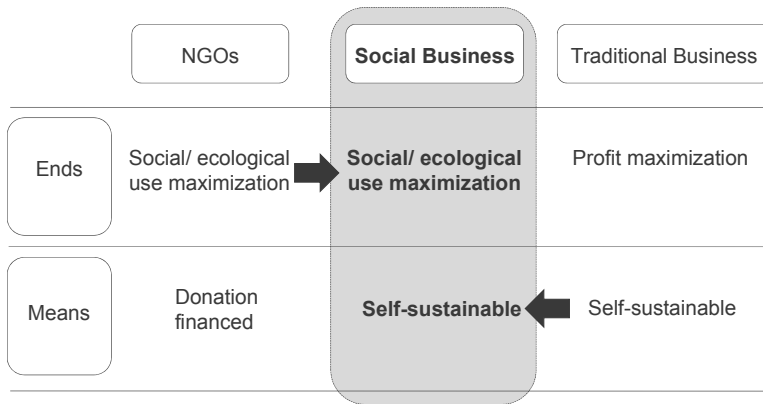 NGOs
Social Business
Traditional Business
Ends
Social/ ecological
use maximization
Social/ ecological
use maximization
Profit maximization
Means
Donation
financed
Self-sustainable
Self-sustainable